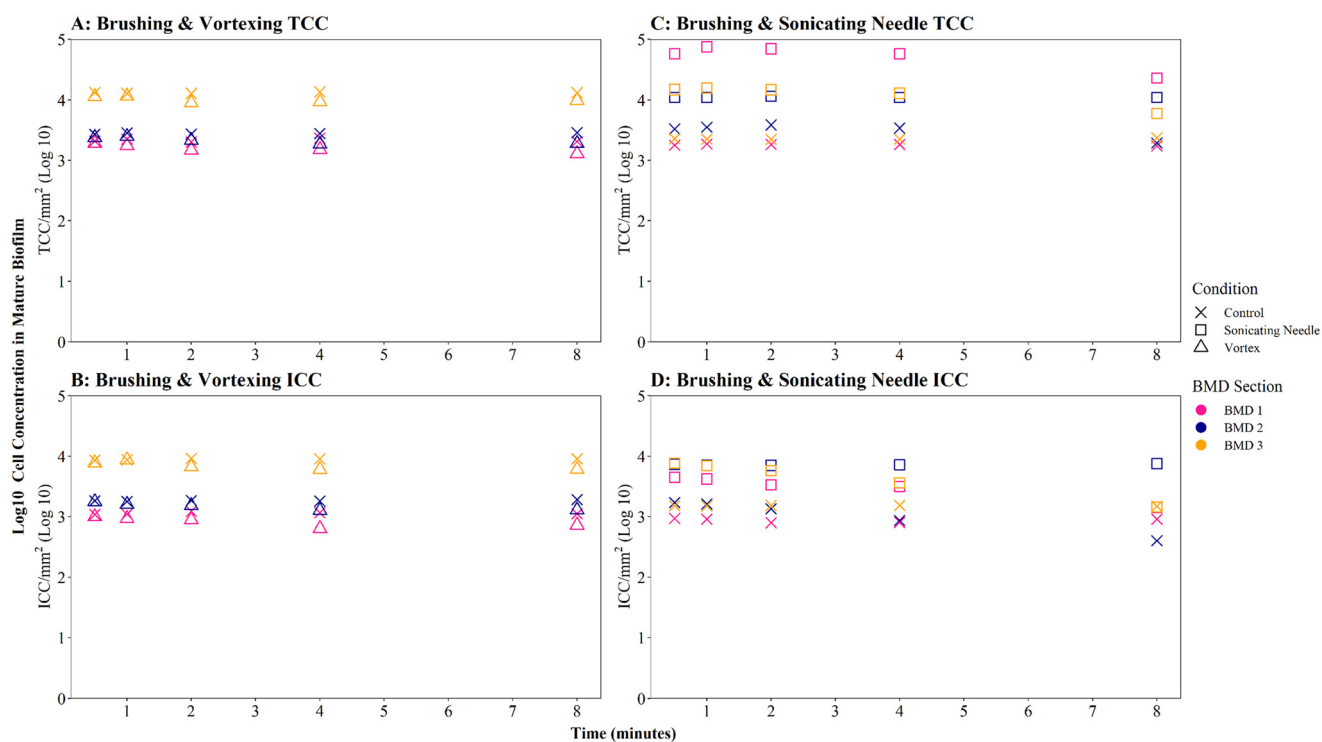 A: Brushing & Vortexing TCC
5
4
3
2
1
0
TCC/mm² (Log 10)
1 2 3 4 5 6 7 8
C: Brushing & Sonicating Needle TCC
5
4
3
2
1
0
TCC/mm² (Log 10)
1 2 3 4 5 6 7 8
Log10 Cell Concentration in Mature Biofilm
B: Brushing & Vortexing ICC
5
4
3
2
1
0
ICC/mm² (Log 10)
1 2 3 4 5 6 7 8
D: Brushing & Sonicating Needle ICC
5
4
3
2
1
0
ICC/mm² (Log 10)
1 2 3 4 5 6 7 8
Time (minutes)
Condition
Control
Sonicating Needle
Vortex
BMD Section
BMD 1
BMD 2
BMD 3